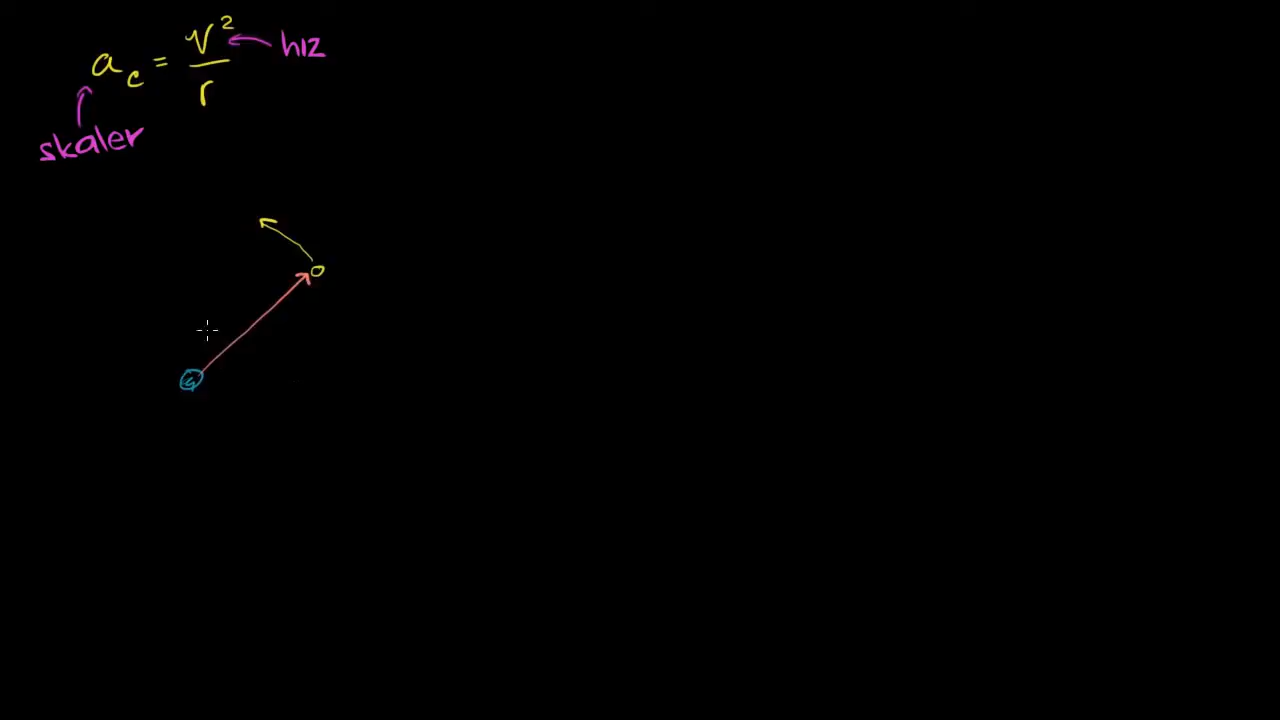 a_c = v²/r ← hız
skaler